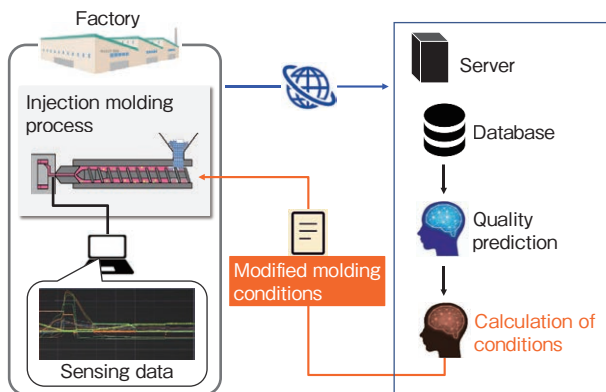 Factory
Injection molding
process
Sensing data
Server
Database
Quality
prediction
Calculation of
conditions
Modified molding
conditions